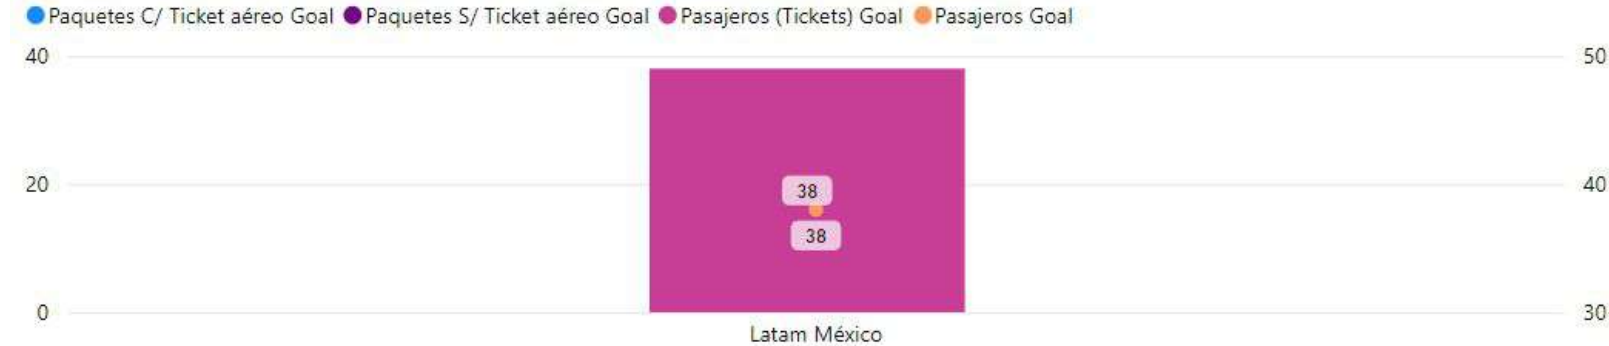 Paquetes C/ Ticket aéreo Goal Paquetes S/ Ticket aéreo Goal Pasajeros (Tickets) Goal Pasajeros Goal
40 50
38
20 40
38
0 30
Latam México